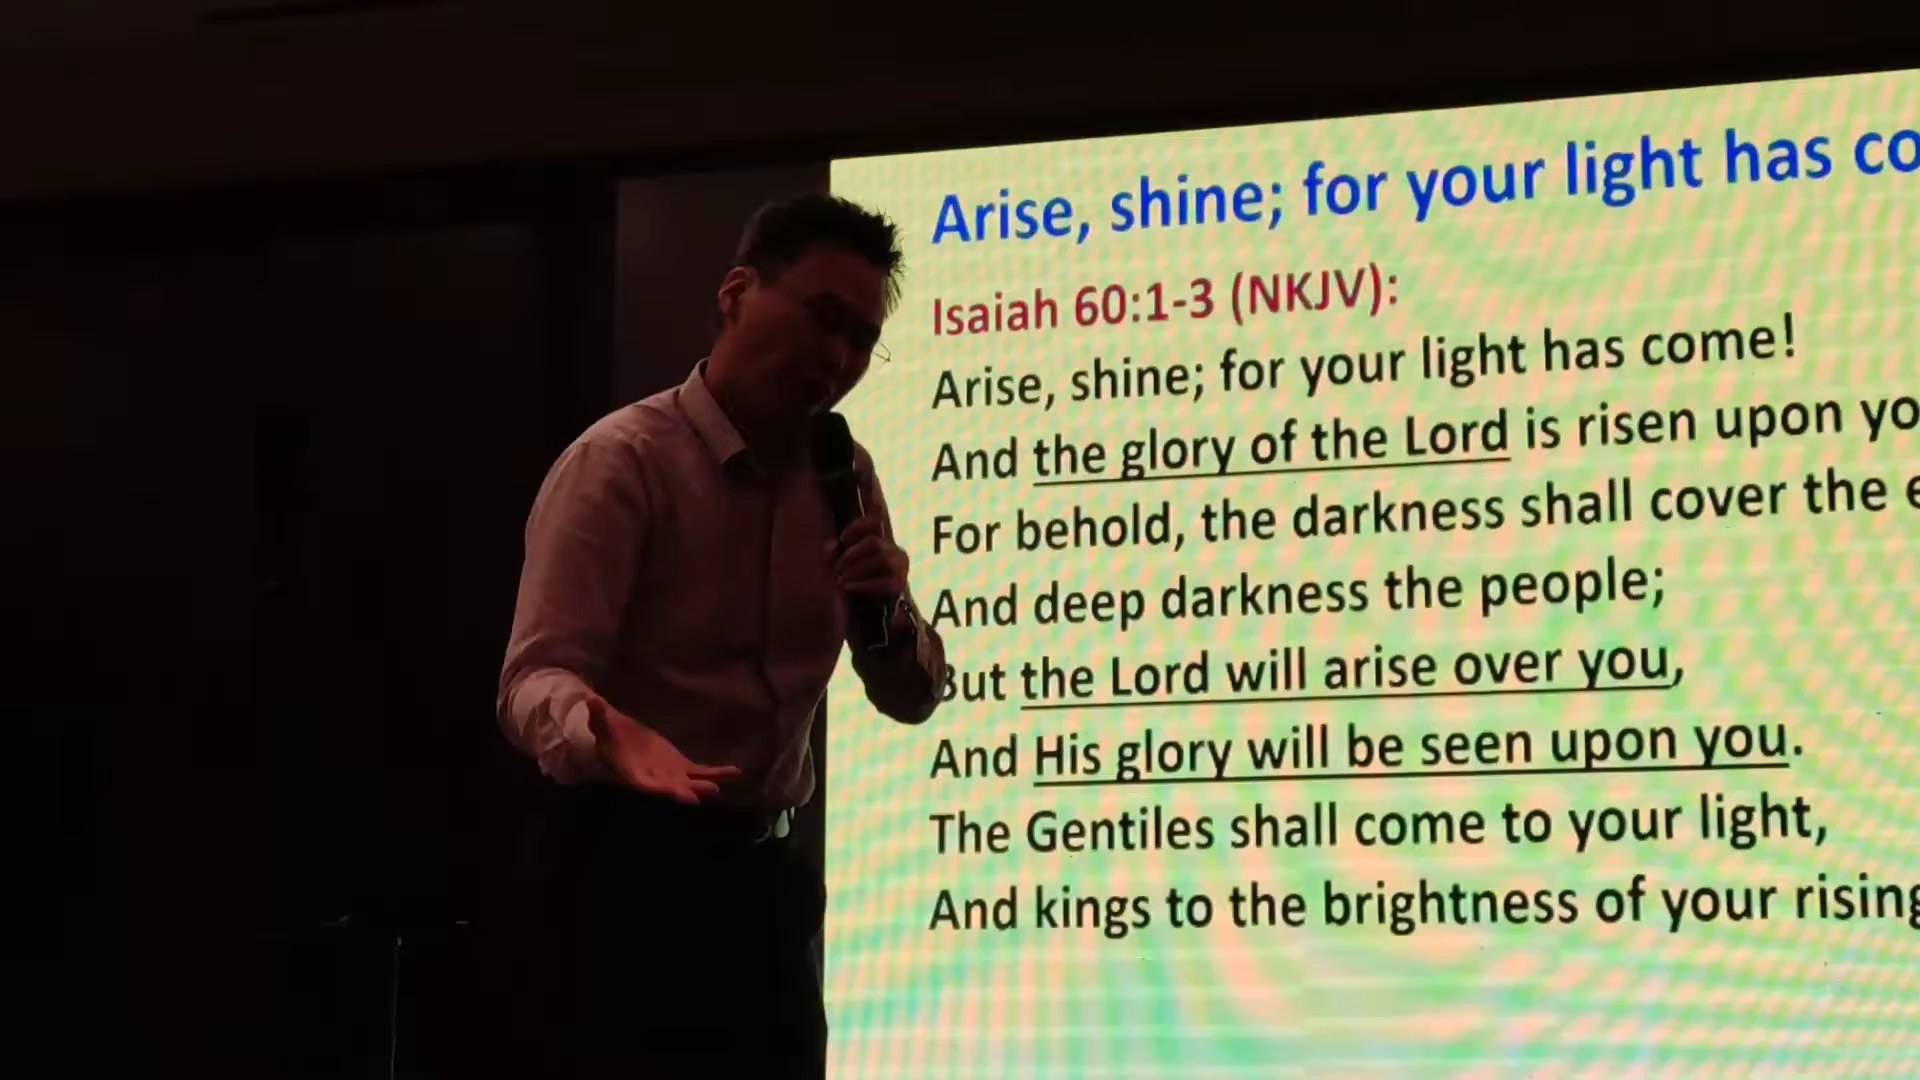 Arise, shine; for your light has co
Isaiah 60:1-3 (NKJV):
Arise, shine; for your light has come!
And the glory of the Lord is risen upon yo
For behold, the darkness shall cover the e
And deep darkness the people;
But the Lord will arise over you,
And His glory will be seen upon you.
The Gentiles shall come to your light,
And kings to the brightness of your rising